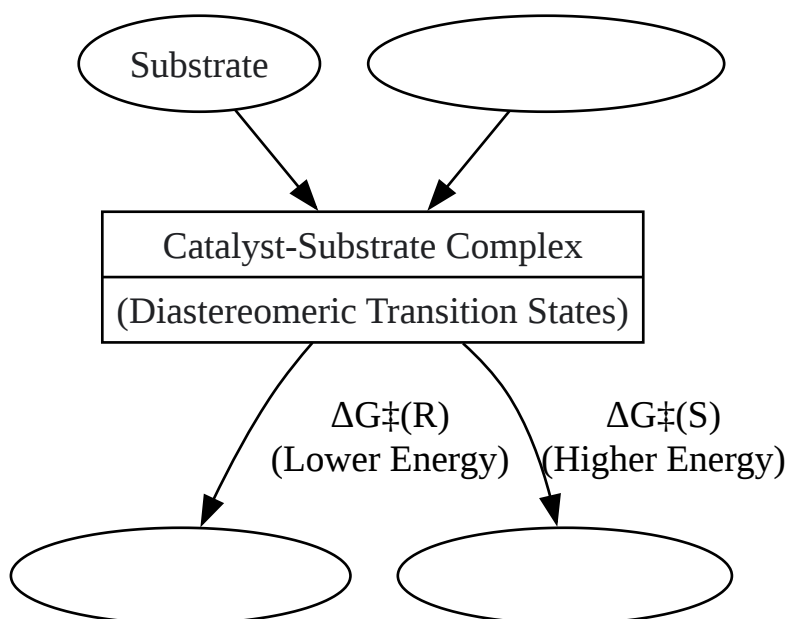 Substrate
Catalyst-Substrate Complex
(Diastereomeric Transition States)
ΔG‡(R)
(Lower Energy)
ΔG‡(S)
(Higher Energy)